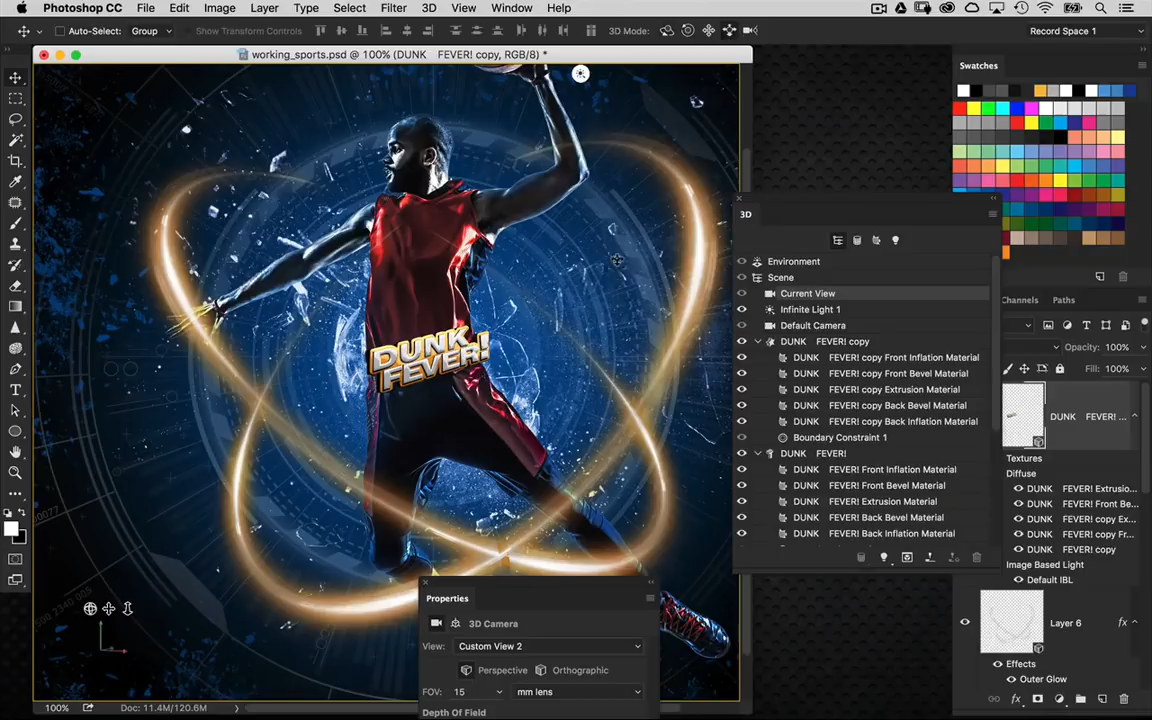 Photoshop CC File Edit Image Layer Type Select Filter 3D View Window Help
Auto-Select: Group Show Transform Controls 3D Mode: Record Space 1
working_sports.psd @ 100% (DUNK FEVER! copy, RGB/8) *
DUNK
FEVER!
Swatches
3D
Environment
Scene
Current View
Infinite Light 1
Default Camera
DUNK FEVER! copy
DUNK FEVER! copy Front Inflation Material
DUNK FEVER! copy Front Bevel Material
DUNK FEVER! copy Extrusion Material
DUNK FEVER! copy Back Bevel Material
DUNK FEVER! copy Back Inflation Material
Boundary Constraint 1
DUNK FEVER!
DUNK FEVER! Front Inflation Material
DUNK FEVER! Front Bevel Material
DUNK FEVER! Extrusion Material
DUNK FEVER! Back Bevel Material
DUNK FEVER! Back Inflation Material
Channels Paths
Opacity: 100%
Fill: 100%
DUNK FEVER! ...
Textures
Diffuse
DUNK FEVER! Extrusio...
DUNK FEVER! Front Be...
DUNK FEVER! copy Ex...
DUNK FEVER! copy Fr...
DUNK FEVER! copy
Image Based Light
Default IBL
Layer 6 fx
Effects
Outer Glow
Properties
3D Camera
View: Custom View 2
Perspective Orthographic
FOV: 15 mm lens
Depth Of Field
100% Doc: 11.4M/120.6M